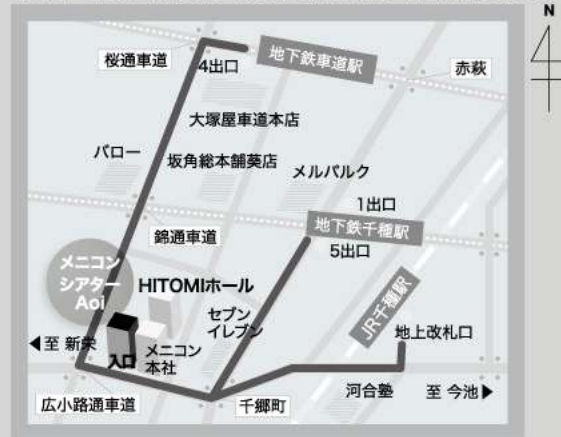 N
桜通車道
4出口
地下鉄車道駅
赤萩
大塚屋車道本店
バロー
坂角総本舗葵店
メルパルク
1出口
地下鉄千種駅
5出口
錦通車道
メニコン
シアター
Aoi
HITOMIホール
セブン
イレブン
JR千種駅
地上改札口
◀至 新栄
入口
メニコン
本社
広小路通車道
千郷町
河合塾
至 今池▶